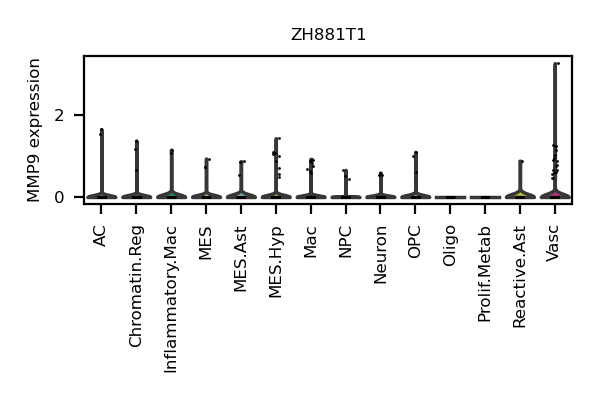 ZH881T1
MMP9 expression
2
0
AC
Chromatin.Reg
Inflammatory.Mac
MES
MES.Ast
MES.Hyp
Mac
NPC
Neuron
OPC
Oligo
Prolif.Metab
Reactive.Ast
Vasc